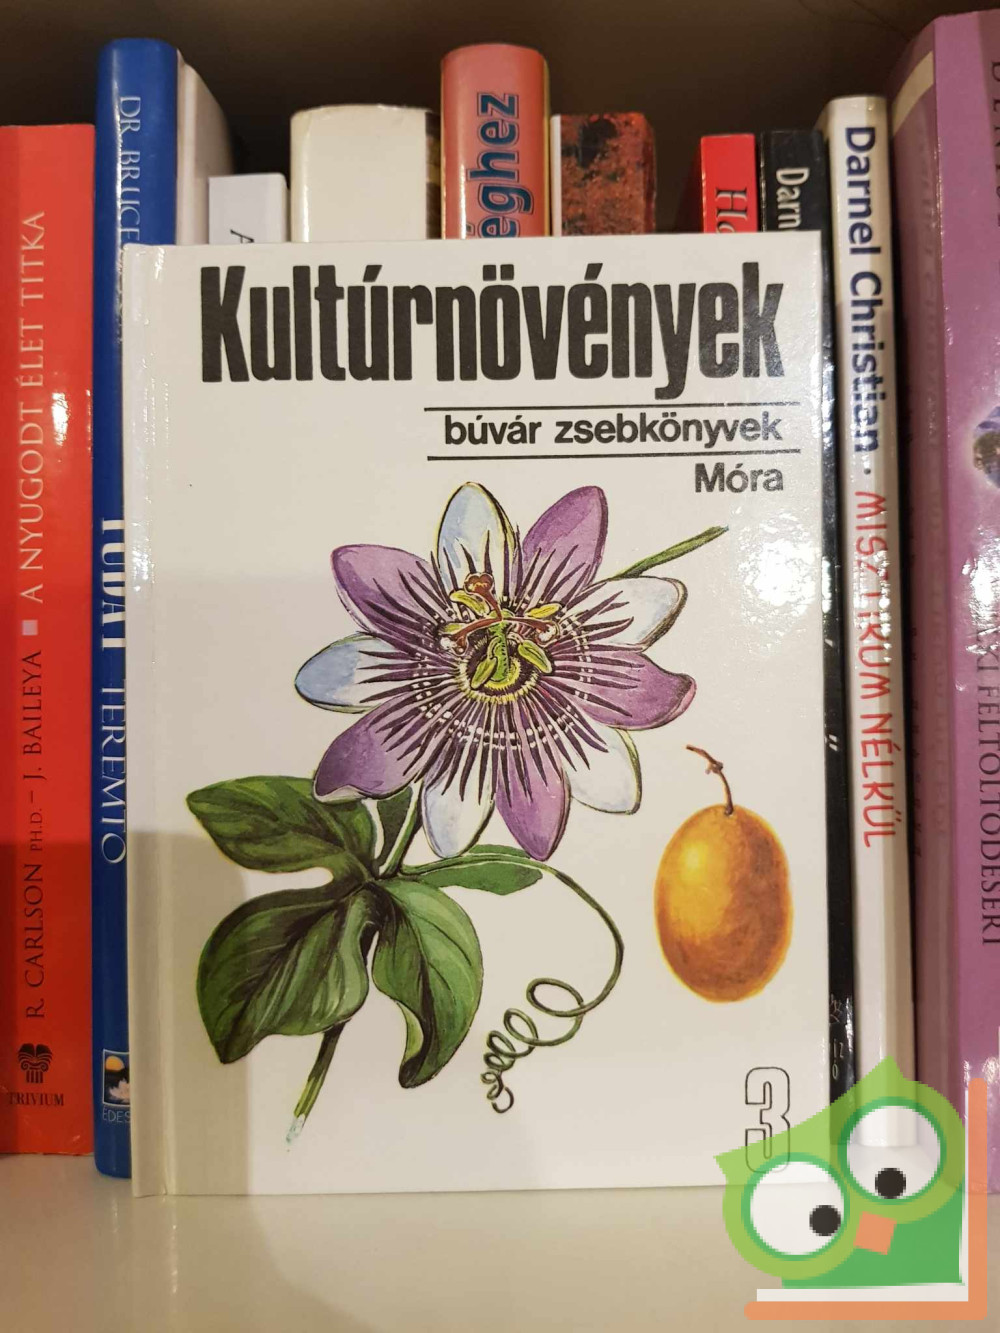 Kultúrnövények
búvár zsebkönyvek
Móra
3
R. CARLSON PH.D. – J. BAILEYA ■ A NYUGODT ÉLET TITKA
TRIVIUM
DR. BRUCE
TEREMTŐ
éghez
Darnel Christian · MISZTIKUM NÉLKÜL